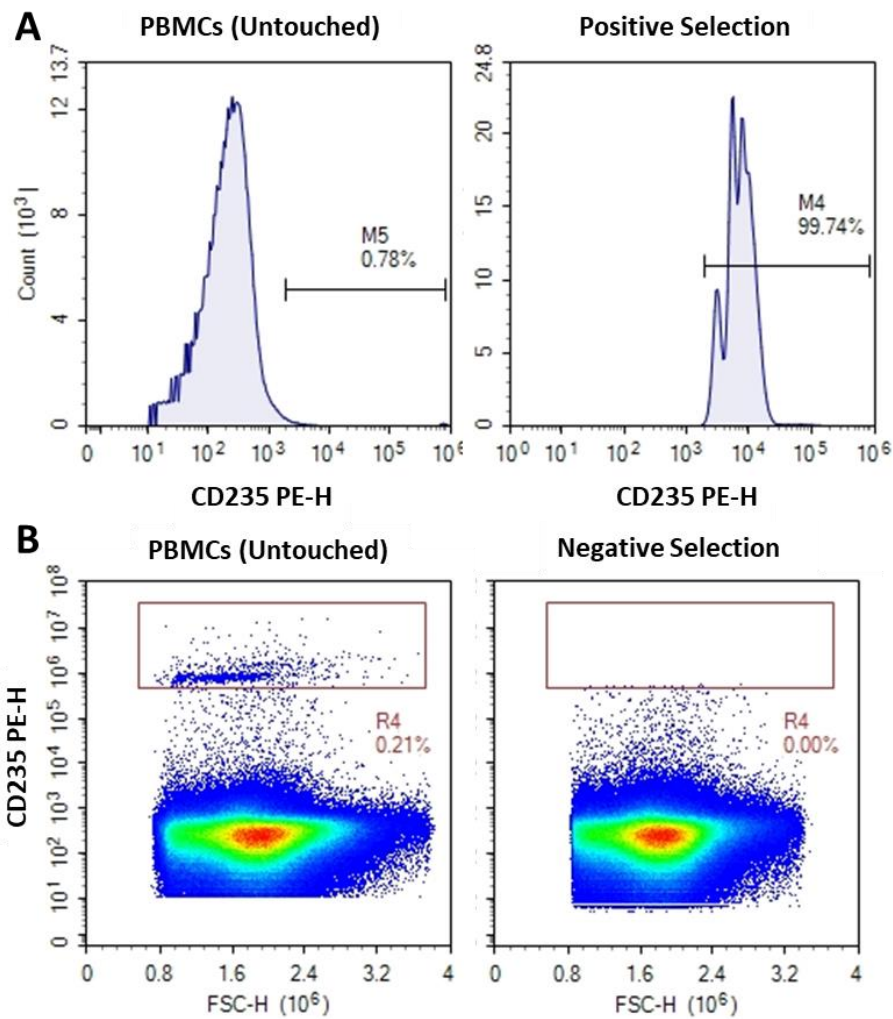 A
PBMCs (Untouched)
Positive Selection
13.7
12
8
4
0
Count [10³]
M5
0.78%
0 10¹ 10² 10³ 10⁴ 10⁵ 10⁶
CD235 PE-H
24.8
20
15
10
5
0
M4
99.74%
10⁰ 10¹ 10² 10³ 10⁴ 10⁵ 10⁶
CD235 PE-H
B
PBMCs (Untouched)
Negative Selection
CD235 PE-H
10⁸
10⁷
10⁶
10⁵
10⁴
10³
10²
10¹
0
R4
0.21%
0 0.8 1.6 2.4 3.2 4
FSC-H (10⁶)
R4
0.00%
0 0.8 1.6 2.4 3.2 4
FSC-H (10⁶)